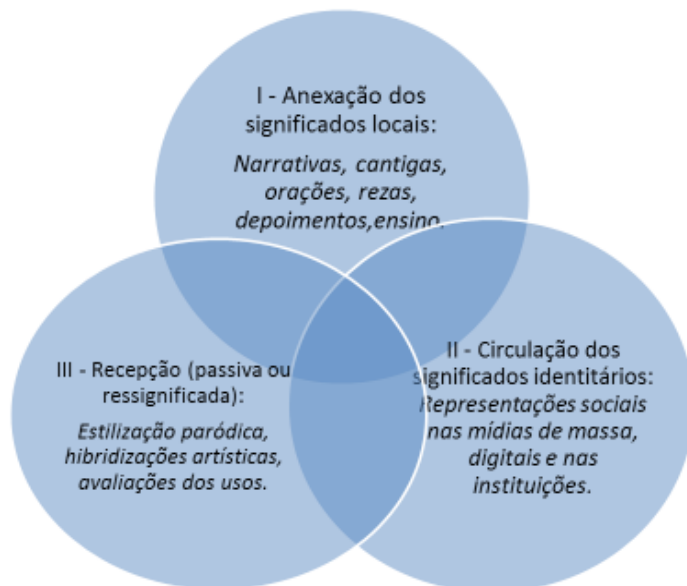 I - Anexação dos
significados locais:
Narrativas, cantigas,
orações, rezas,
depoimentos,ensino.
II - Circulação dos
significados identitários:
Representações sociais
nas mídias de massa,
digitais e nas
instituições.
III - Recepção (passiva ou
ressignificada):
Estilização paródica,
hibridizações artísticas,
avaliações dos usos.